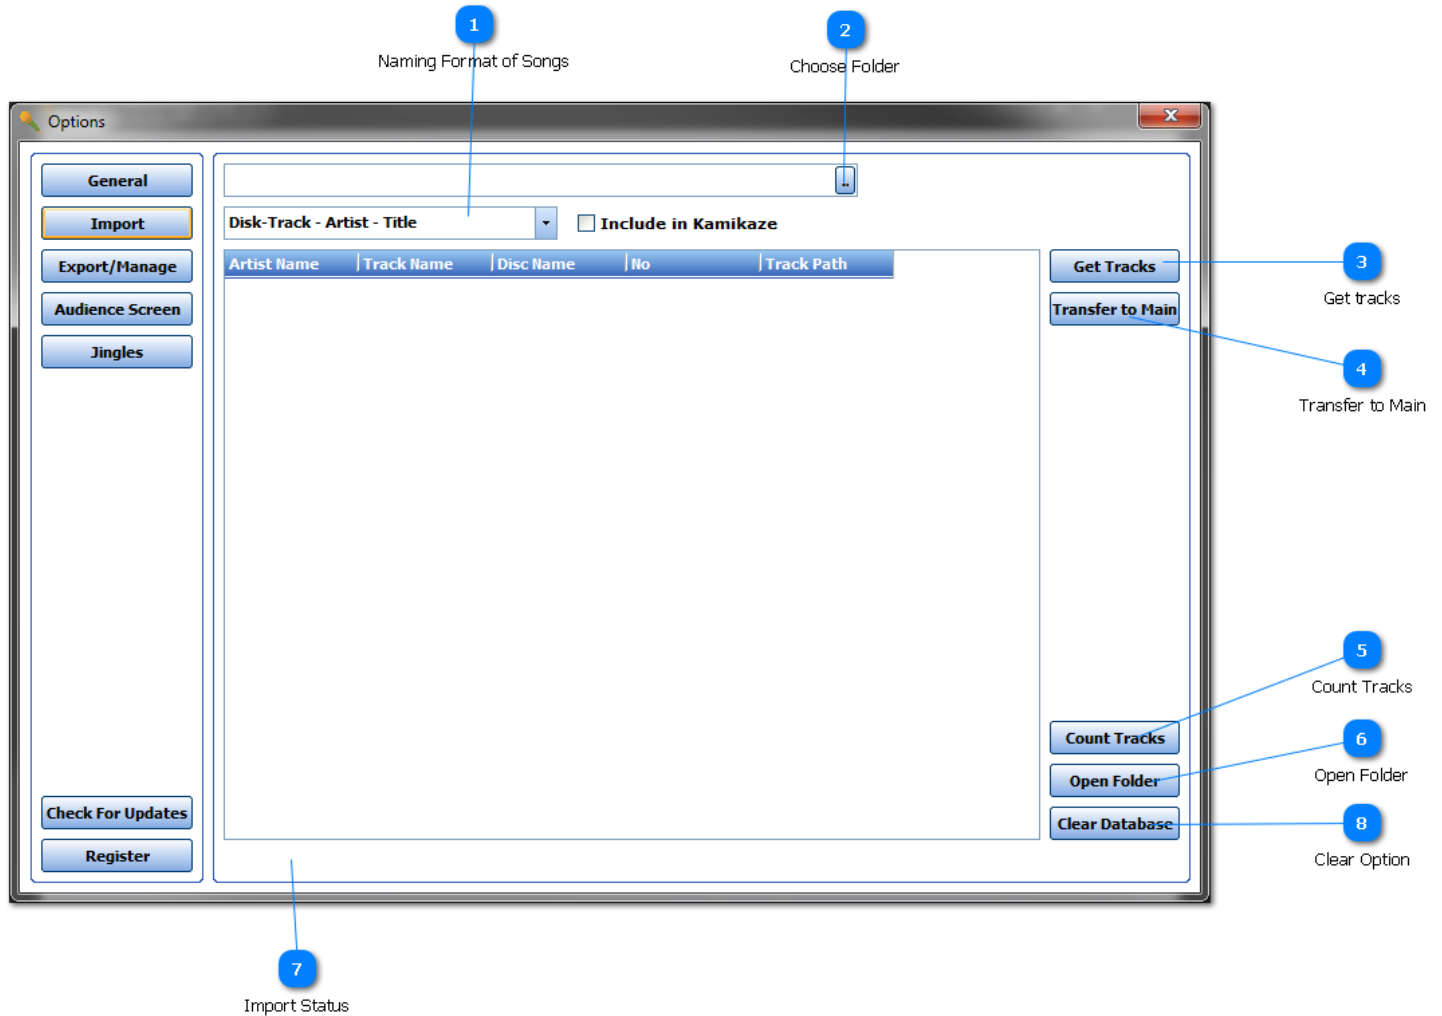 1
Naming Format of Songs
2
Choose Folder
Options
General
Import
Export/Manage
Audience Screen
Jingles
Check For Updates
Register
..
Disk-Track - Artist - Title
Include in Kamikaze
Artist Name
Track Name
Disc Name
No
Track Path
Get Tracks
Transfer to Main
Count Tracks
Open Folder
Clear Database
3
Get tracks
4
Transfer to Main
5
Count Tracks
6
Open Folder
8
Clear Option
7
Import Status